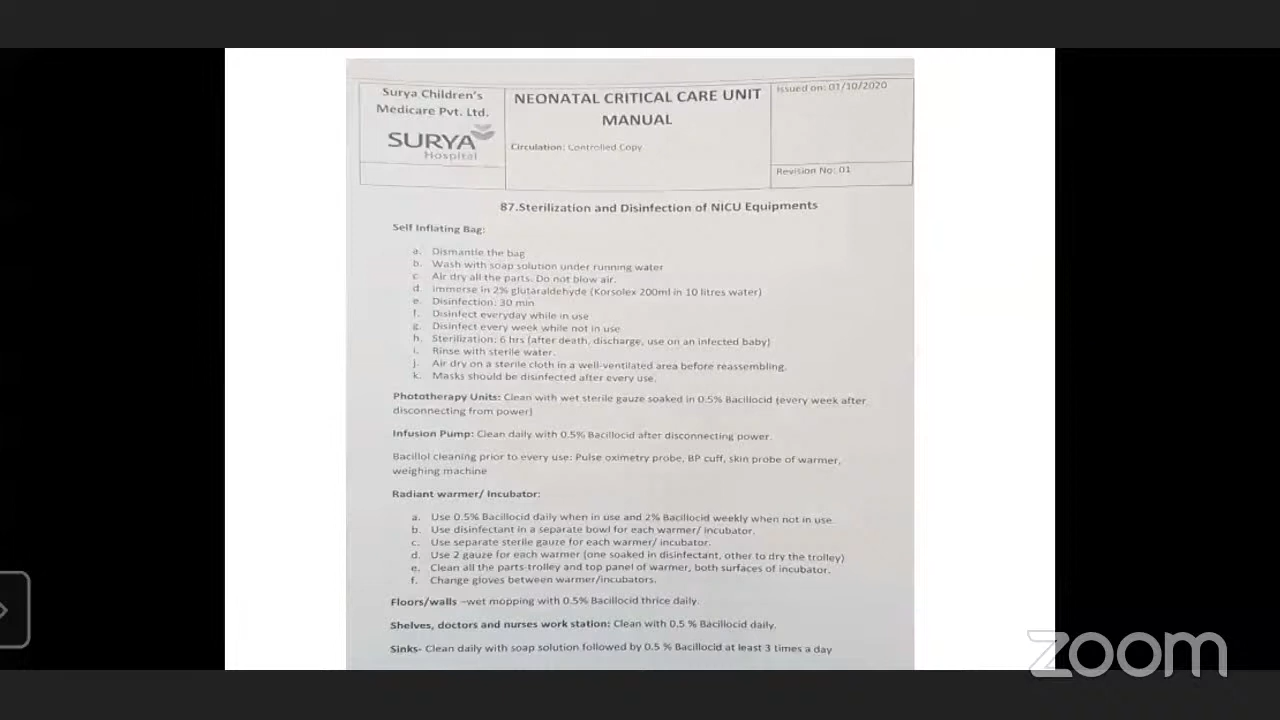 Surya Children's
Medicare Pvt. Ltd.
SURYA
Hospital
NEONATAL CRITICAL CARE UNIT
MANUAL
Circulation: Controlled Copy
Issued on: 01/10/2020
Revision No: 01
87.Sterilization and Disinfection of NICU Equipments
Self Inflating Bag:
a. Dismantle the bag
b. Wash with soap solution under running water
c. Air dry all the parts. Do not blow air.
d. Immerse in 2% glutaraldehyde (Korsolex 200ml in 10 litres water)
e. Disinfection: 30 min
f. Disinfect everyday while in use
g. Disinfect every week while not in use
h. Sterilization: 6 hrs (after death, discharge, use on an infected baby)
i. Rinse with sterile water.
j. Air dry on a sterile cloth in a well-ventilated area before reassembling.
k. Masks should be disinfected after every use.
Phototherapy Units: Clean with wet sterile gauze soaked in 0.5% Bacillocid (every week after
disconnecting from power)
Infusion Pump: Clean daily with 0.5% Bacillocid after disconnecting power.
Bacillol cleaning prior to every use: Pulse oximetry probe, BP cuff, skin probe of warmer,
weighing machine
Radiant warmer/ Incubator:
a. Use 0.5% Bacillocid daily when in use and 2% Bacillocid weekly when not in use.
b. Use disinfectant in a separate bowl for each warmer/ incubator.
c. Use separate sterile gauze for each warmer/ incubator.
d. Use 2 gauze for each warmer (one soaked in disinfectant, other to dry the trolley)
e. Clean all the parts-trolley and top panel of warmer, both surfaces of incubator.
f. Change gloves between warmer/incubators.
Floors/walls –wet mopping with 0.5% Bacillocid thrice daily.
Shelves, doctors and nurses work station: Clean with 0.5 % Bacillocid daily.
Sinks- Clean daily with soap solution followed by 0.5 % Bacillocid at least 3 times a day
zoom